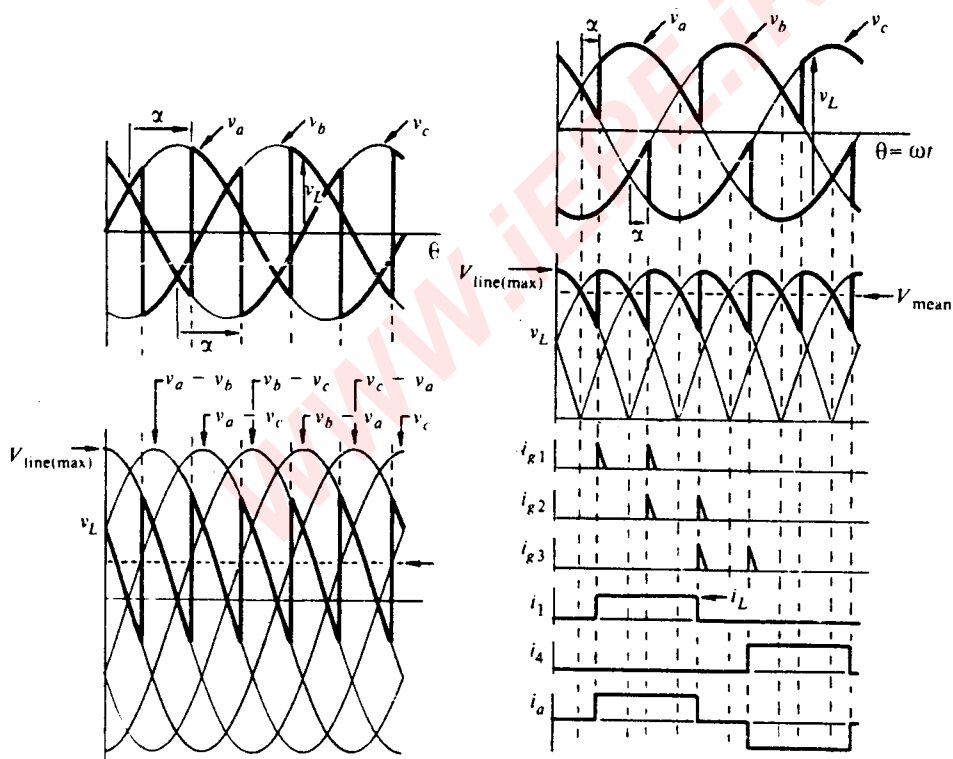 α
v_a
v_b
v_c
v_L
θ
α
v_a − v_b
v_b − v_c
v_c − v_a
v_a − v_c
v_b − v_a
v_c
V_line(max)
v_L
α
v_a
v_b
v_c
v_L
θ = ωt
α
V_line(max)
V_mean
v_L
i_g1
i_g2
i_g3
i_1
i_L
i_4
i_a
www.iEPE.iR